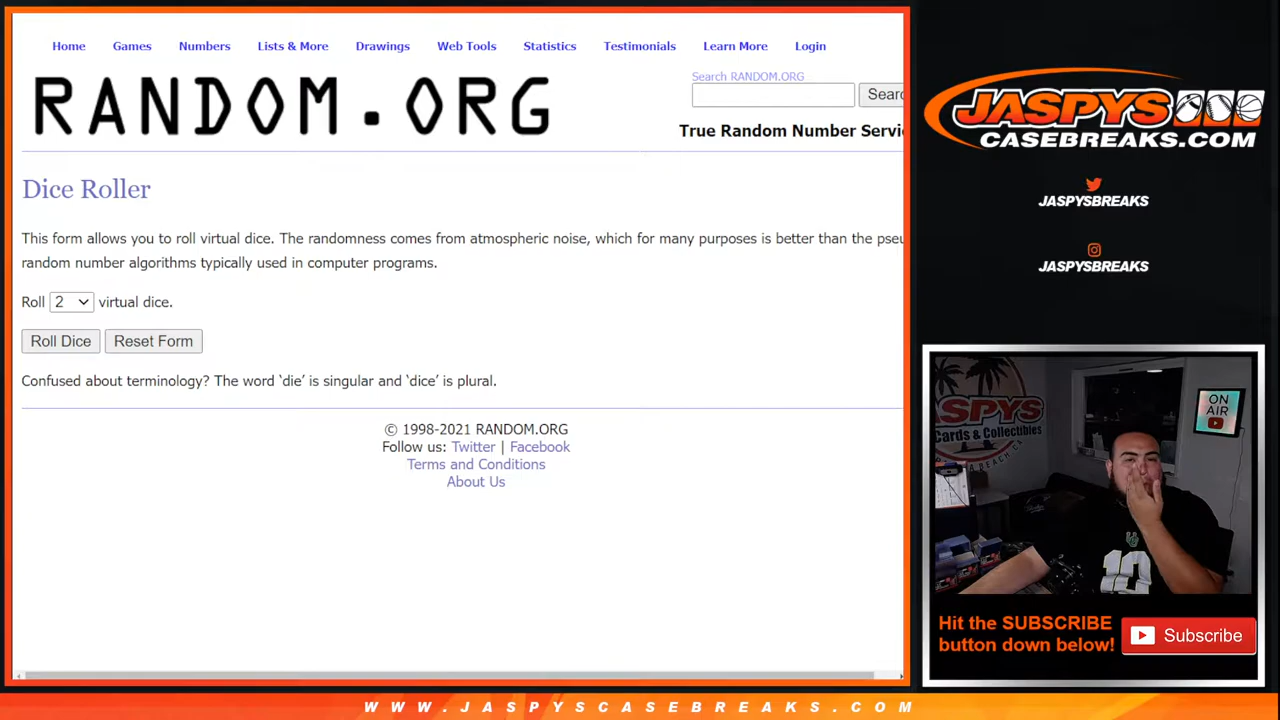 Home Games Numbers Lists & More Drawings Web Tools Statistics Testimonials Learn More Login
RANDOM.ORG
Search RANDOM.ORG
Searc
True Random Number Servi
Dice Roller
This form allows you to roll virtual dice. The randomness comes from atmospheric noise, which for many purposes is better than the pseu
random number algorithms typically used in computer programs.
Roll 2 virtual dice.
Roll Dice Reset Form
Confused about terminology? The word ‘die’ is singular and ‘dice’ is plural.
© 1998-2021 RANDOM.ORG
Follow us: Twitter | Facebook
Terms and Conditions
About Us
JASPYS
CASEBREAKS.COM
JASPYSBREAKS
JASPYSBREAKS
ON
AIR
JASPYS
Cards & Collectibles
10
Hit the SUBSCRIBE
button down below!
Subscribe
WWW.JASPYSCASEBREAKS.COM